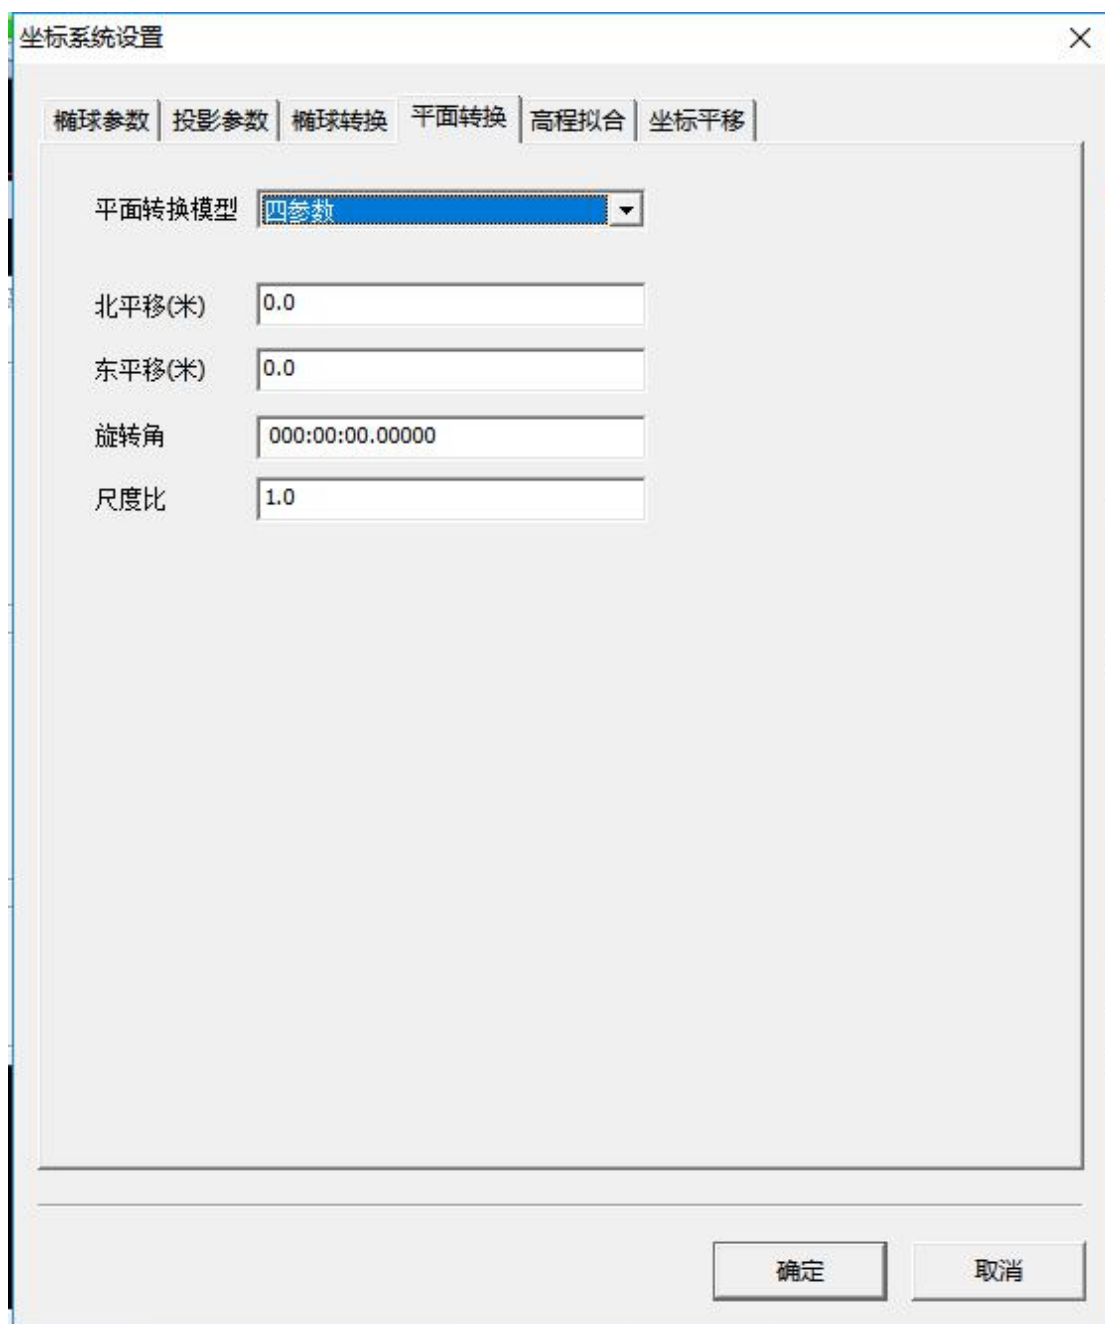 坐标系统设置
椭球参数 投影参数 椭球转换 平面转换 高程拟合 坐标平移
平面转换模型 四参数
北平移(米) 0.0
东平移(米) 0.0
旋转角 000:00:00.00000
尺度比 1.0
确定 取消